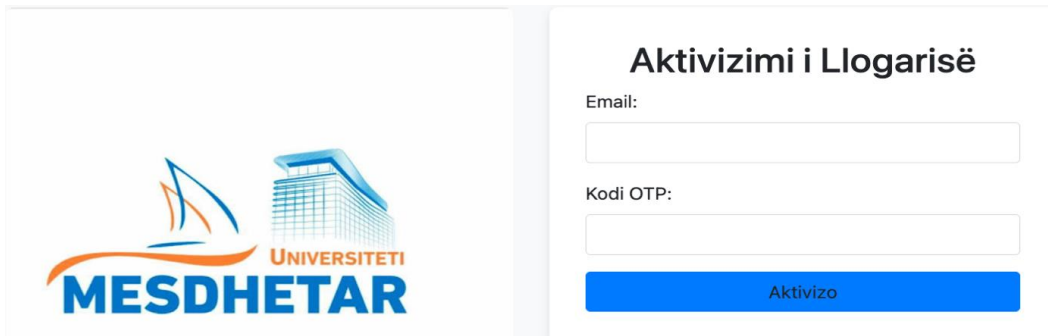 UNIVERSITETI
MESDHETAR
Aktivizimi i Llogarisë
Email:
Kodi OTP:
Aktivizo